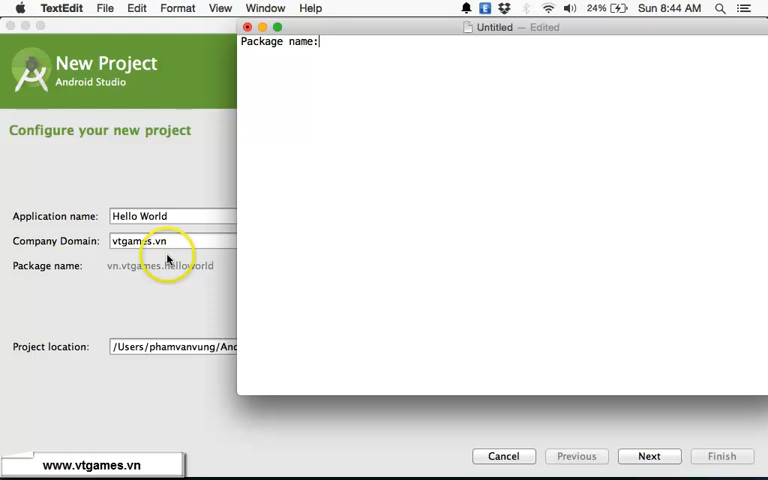 TextEdit File Edit Format View Window Help 24% Sun 8:44 AM
Untitled — Edited
Package name:
New Project
Android Studio
Configure your new project
Application name: Hello World
Company Domain: vtgames.vn
Package name: vn.vtgames.helloworld
Project location: /Users/phamvanvung/And
Cancel Previous Next Finish
www.vtgames.vn